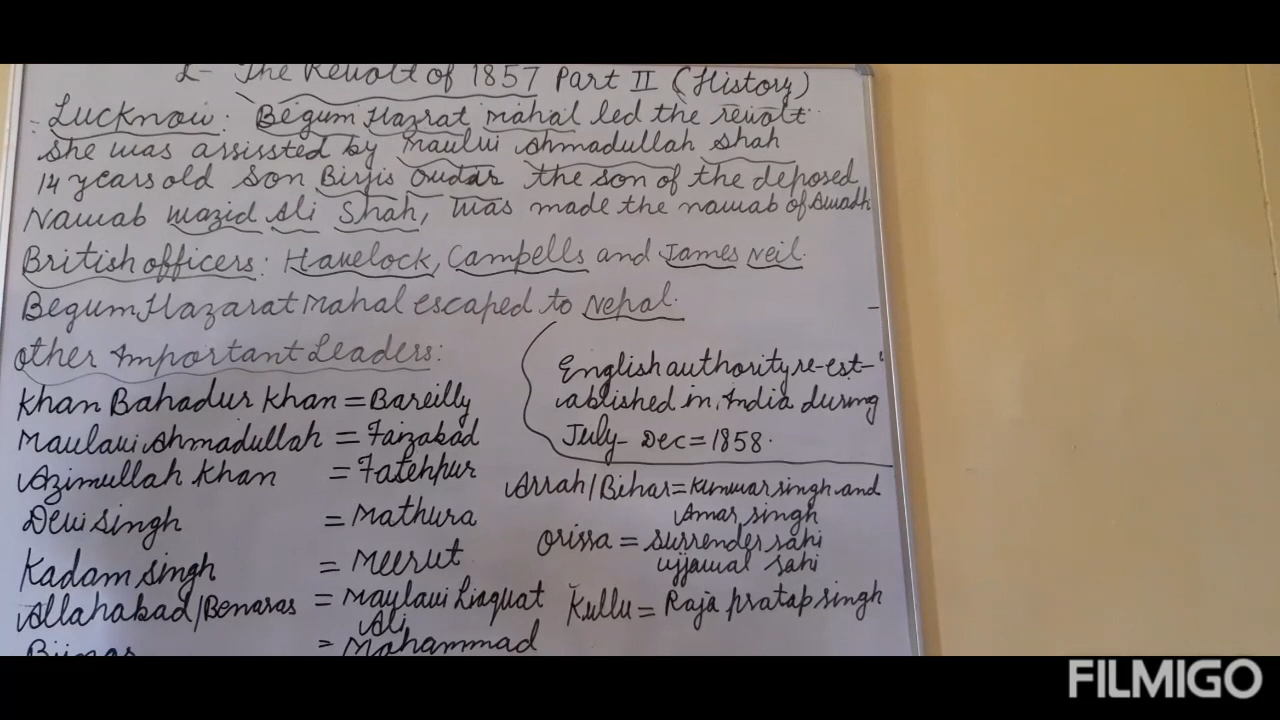 L- The Revolt of 1857 Part II (History)
Lucknow: Begum Hazrat Mahal led the revolt
She was assissted by Maulvi Ahmadullah Shah
14 years old son Birjis Qudar the son of the deposed
Nawab Wazid Ali Shah, was made the nawab of Awadh
British officers: Havelock, Campells and James Neil.
Begum Hazarat Mahal escaped to Nepal.
Other Important Leaders:
English authority re-est-
ablished in India during
July- Dec=1858.
Khan Bahadur Khan = Bareilly
Maulavi Ahmadullah = Faizabad
Azimullah Khan = Fatehpur
Devi Singh = Mathura
Kadam Singh = Meerut
Allahabad/Benaras = Maulavi Liaquat
Ali
= Mohammad
Arrah/Bihar=Kunwar singh and
Amar singh
Orissa = Surrender sahi
ujjawal sahi
Kullu = Raja pratap singh
FILMIGO